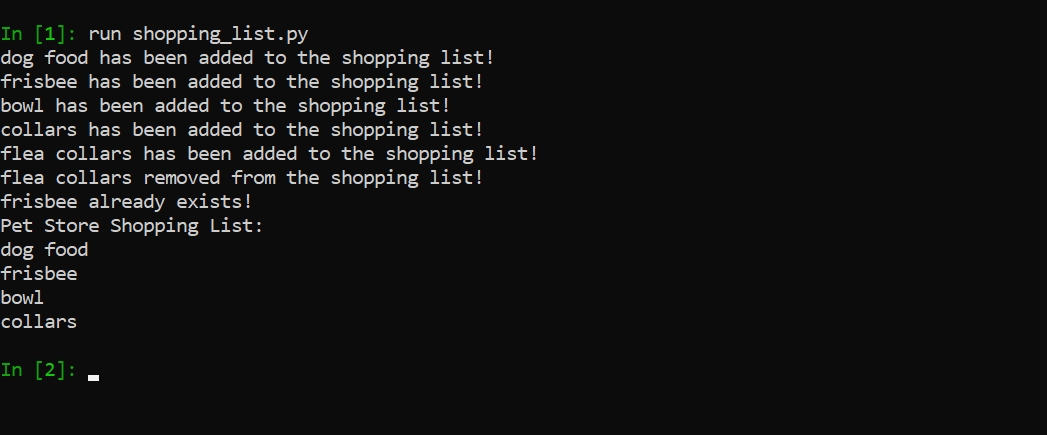 In [1]: run shopping_list.py
dog food has been added to the shopping list!
frisbee has been added to the shopping list!
bowl has been added to the shopping list!
collars has been added to the shopping list!
flea collars has been added to the shopping list!
flea collars removed from the shopping list!
frisbee already exists!
Pet Store Shopping List:
dog food
frisbee
bowl
collars
In [2]: